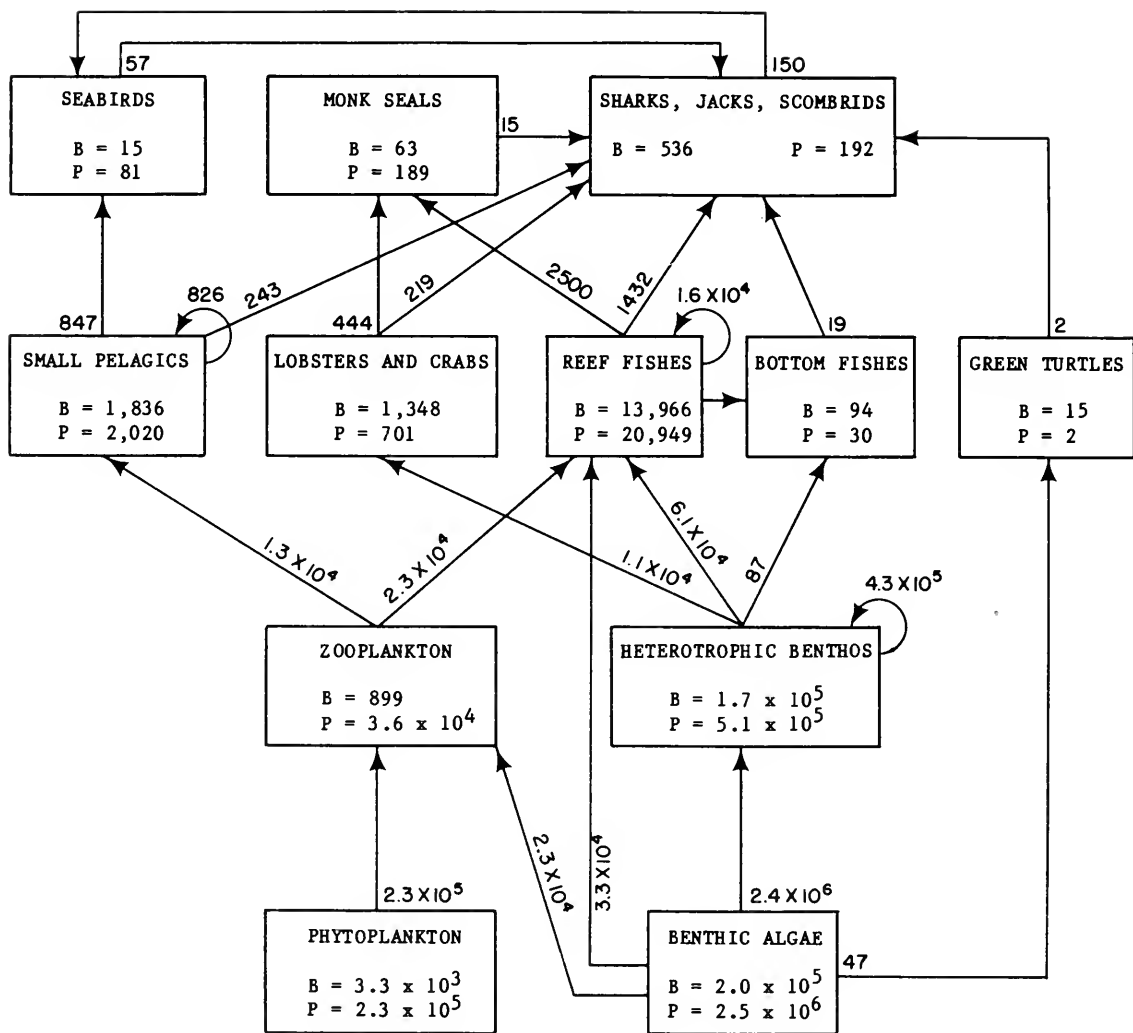 57
150
SEABIRDS
B = 15
P = 81
MONK SEALS
B = 63
P = 189
15
SHARKS, JACKS, SCOMBRIDS
B = 536 P = 192
847
826
243
444
219
2500
1432
1.6 X 10⁴
19
2
SMALL PELAGICS
B = 1,836
P = 2,020
LOBSTERS AND CRABS
B = 1,348
P = 701
REEF FISHES
B = 13,966
P = 20,949
BOTTOM FISHES
B = 94
P = 30
GREEN TURTLES
B = 15
P = 2
1.3 X 10⁴
2.3 X 10⁴
1.1 X 10⁴
6.1 X 10⁴
87
4.3 X 10⁵
ZOOPLANKTON
B = 899
P = 3.6 x 10⁴
HETEROTROPHIC BENTHOS
B = 1.7 x 10⁵
P = 5.1 x 10⁵
2.3 X 10⁵
2.3 X 10⁴
3.3 X 10⁴
2.4 X 10⁶
47
PHYTOPLANKTON
B = 3.3 x 10³
P = 2.3 x 10⁵
BENTHIC ALGAE
B = 2.0 x 10⁵
P = 2.5 x 10⁶